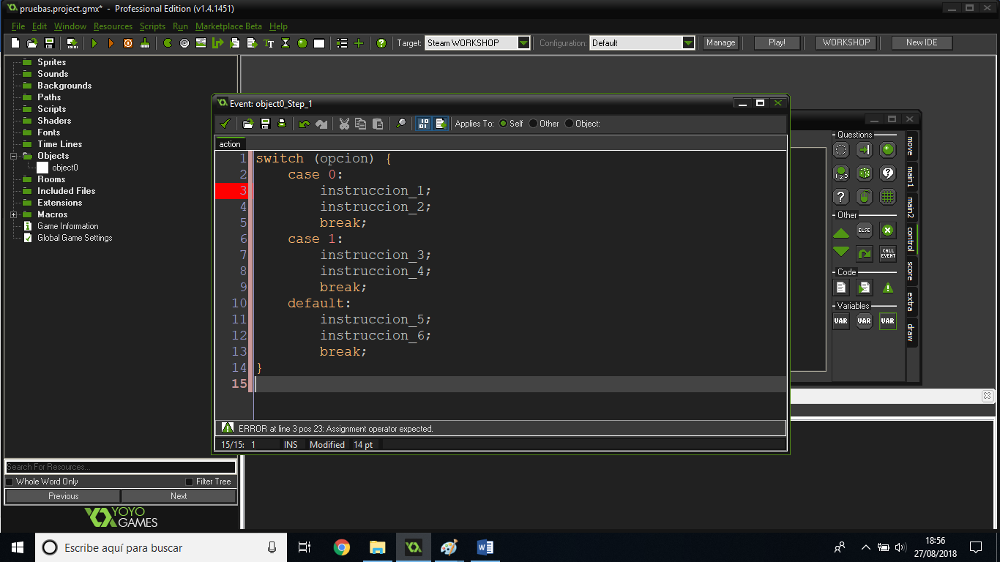 pruebas.project.gmx* - Professional Edition (v1.4.1451)
File Edit Window Resources Scripts Run Marketplace Beta Help
Target: Steam WORKSHOP Configuration: Default Manage Play! WORKSHOP New IDE
Sprites
Sounds
Backgrounds
Paths
Scripts
Shaders
Fonts
Time Lines
Objects
object0
Rooms
Included Files
Extensions
Macros
Game Information
Global Game Settings
Event: object0_Step_1
Applies To: Self Other Object:
action
1 switch (opcion) {
2 case 0:
3 instruccion_1;
4 instruccion_2;
5 break;
6 case 1:
7 instruccion_3;
8 instruccion_4;
9 break;
10 default:
11 instruccion_5;
12 instruccion_6;
13 break;
14 }
15
ERROR at line 3 pos 23: Assignment operator expected.
15/15: 1 INS Modified 14 pt
Questions
1 2 3
Other
ELSE
CALL EVENT
Code
Variables
VAR VAR VAR
move
main1
main2
control
score
extra
draw
Search For Resources...
Whole Word Only Filter Tree
Previous Next
YOYO
GAMES
Escribe aquí para buscar
18:56
27/08/2018